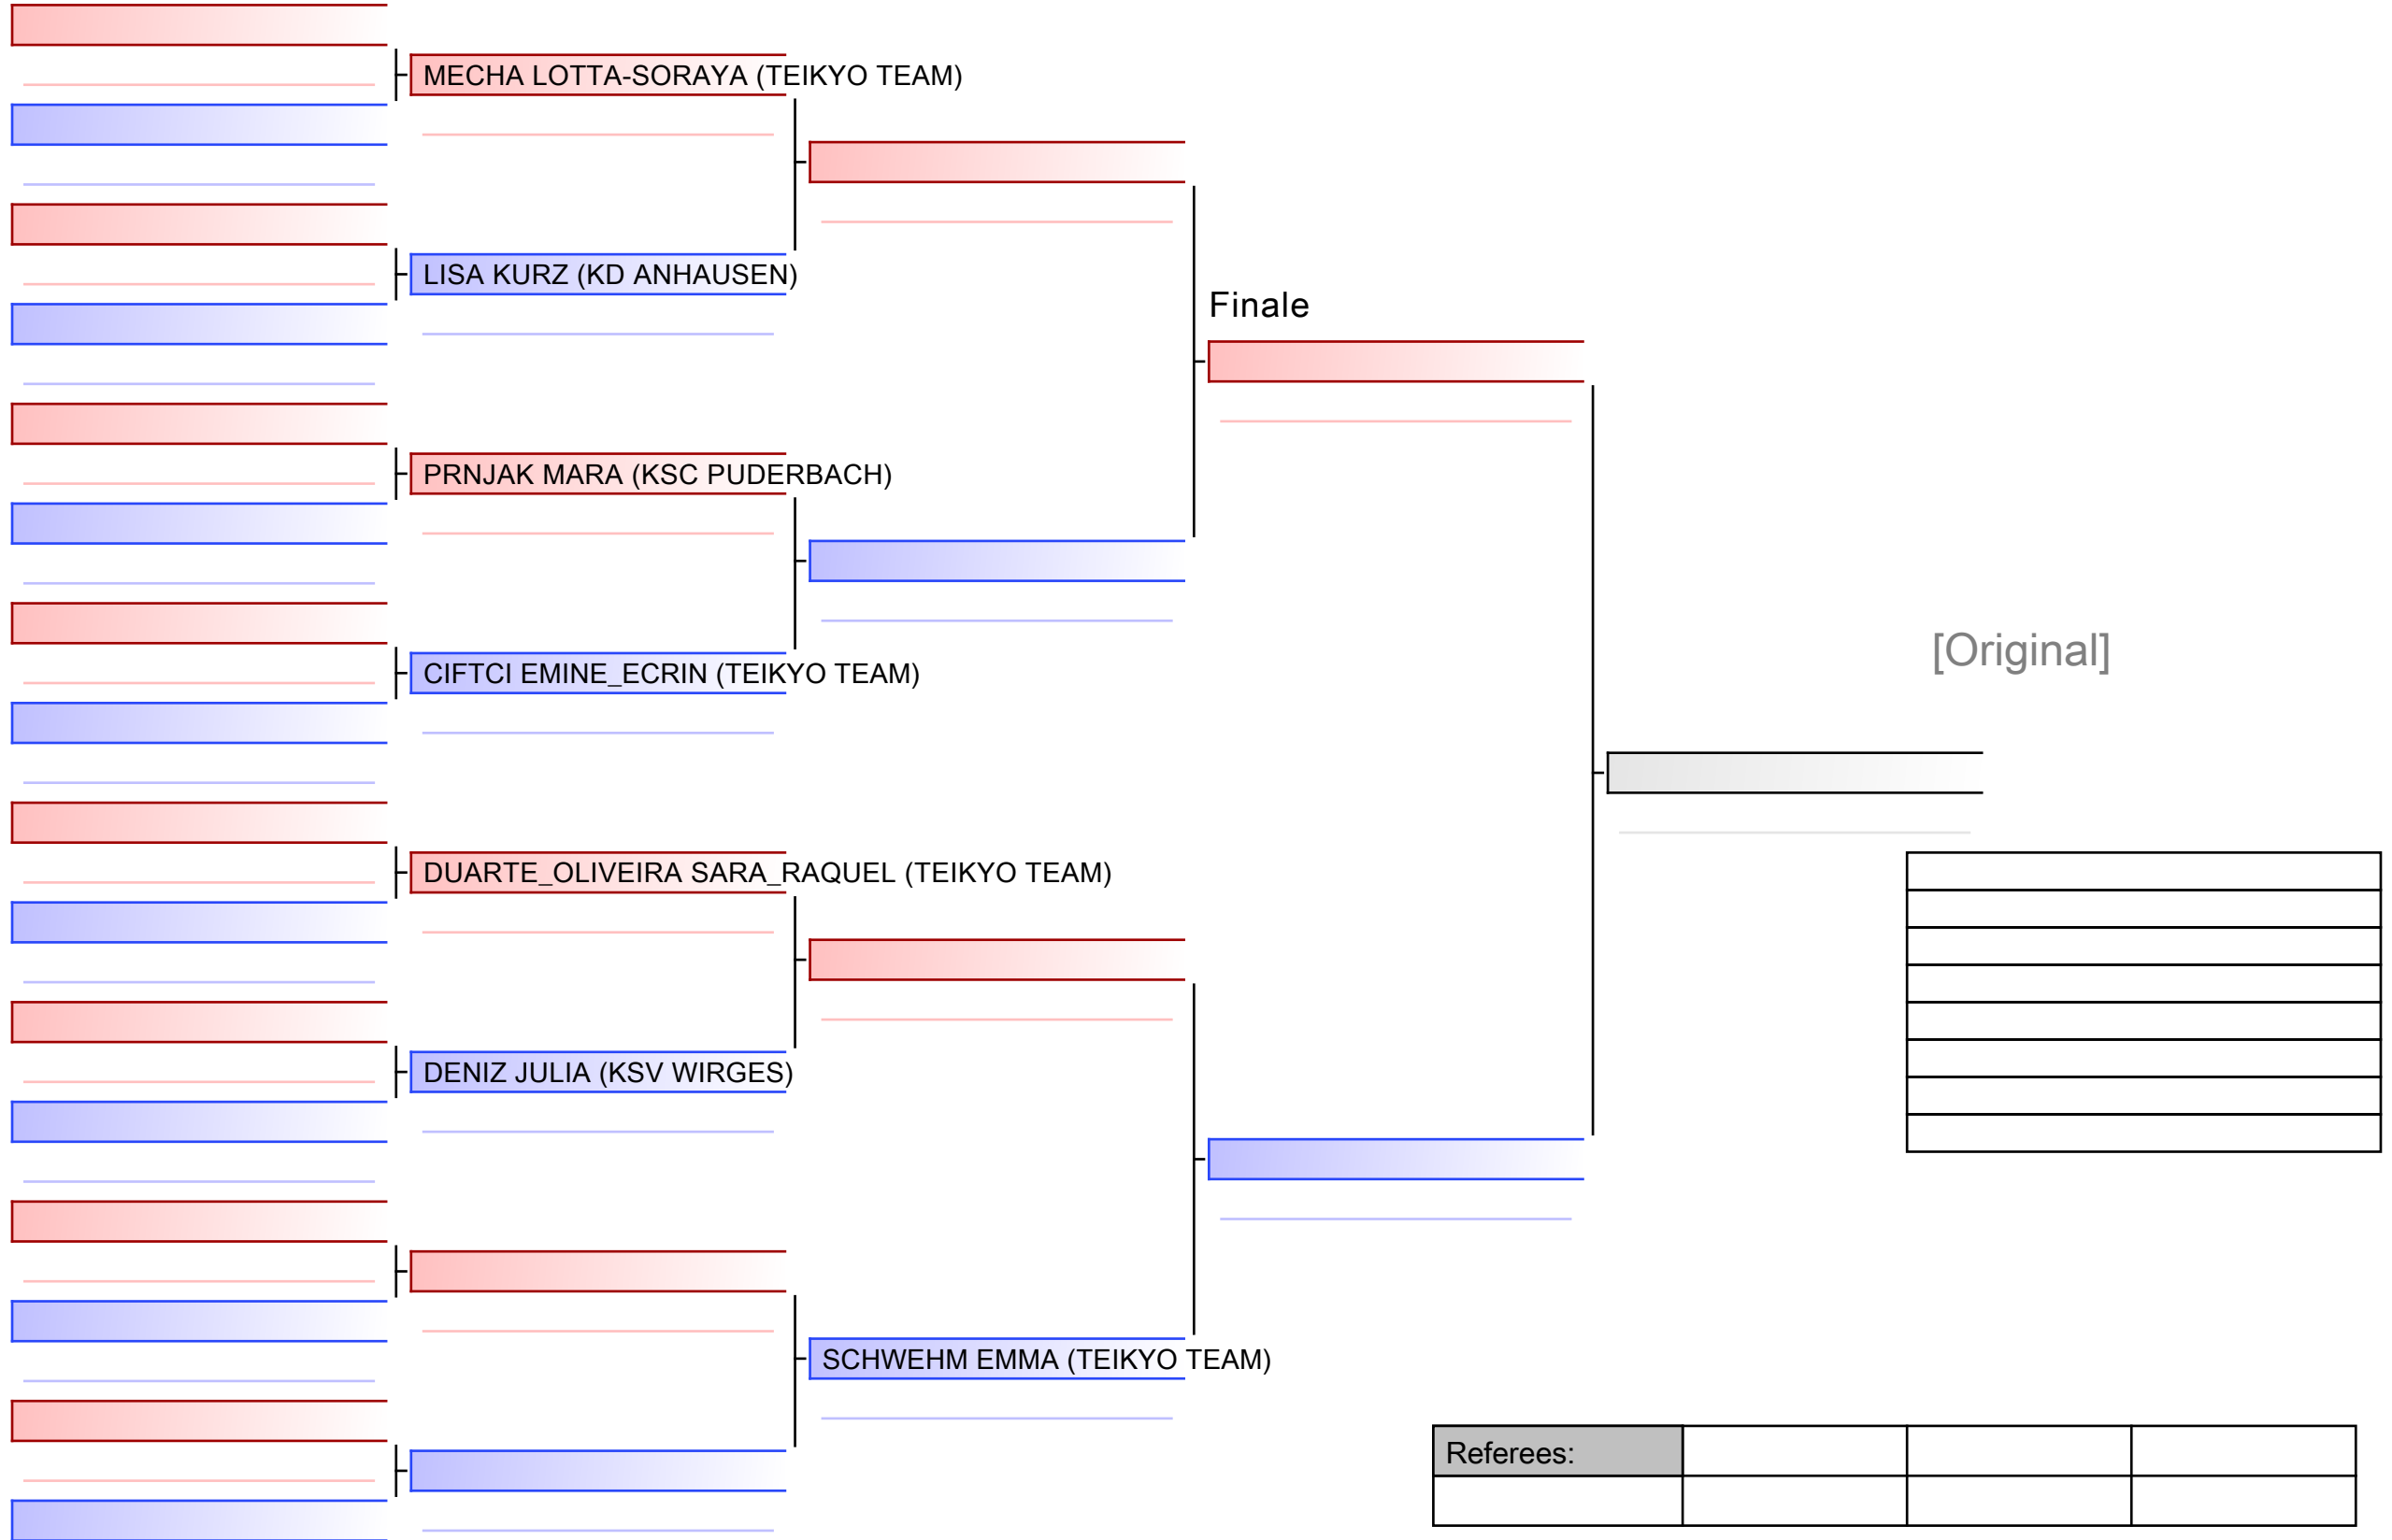 MECHA LOTTA-SORAYA (TEIKYO TEAM)
LISA KURZ (KD ANHAUSEN)
Finale
PRNJAK MARA (KSC PUDERBACH)
[Original]
CIFTCI EMINE_ECRIN (TEIKYO TEAM)
DUARTE_OLIVEIRA SARA_RAQUEL (TEIKYO TEAM)
DENIZ JULIA (KSV WIRGES)
SCHWEHM EMMA (TEIKYO TEAM)
Referees: